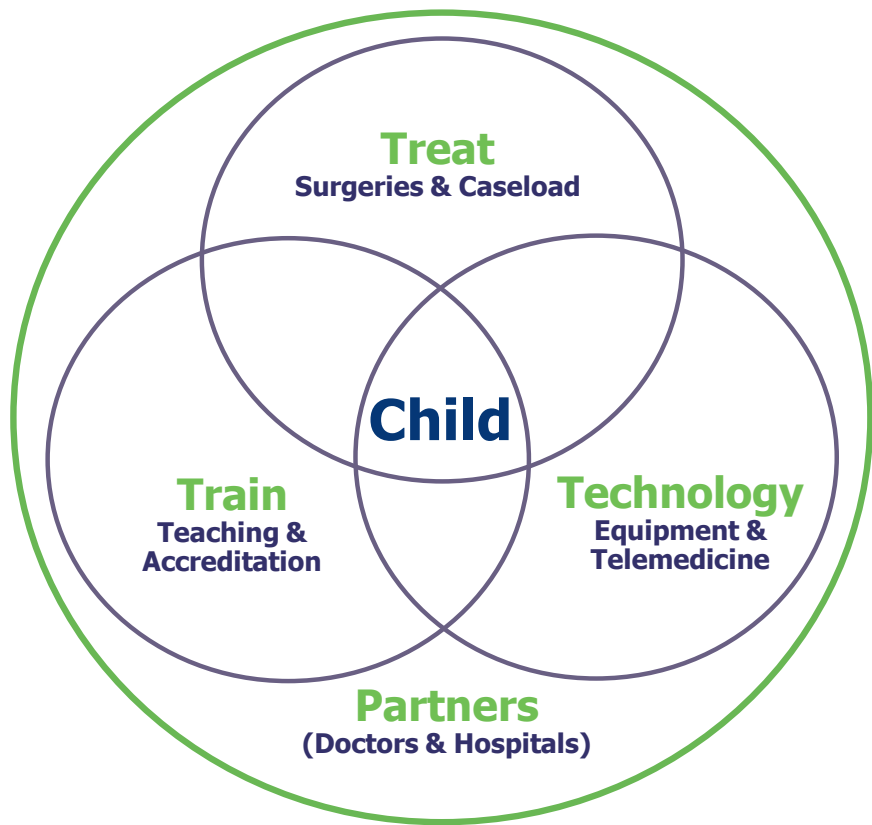 Treat
Surgeries & Caseload
Child
Train
Teaching &
Accreditation
Technology
Equipment &
Telemedicine
Partners
(Doctors & Hospitals)